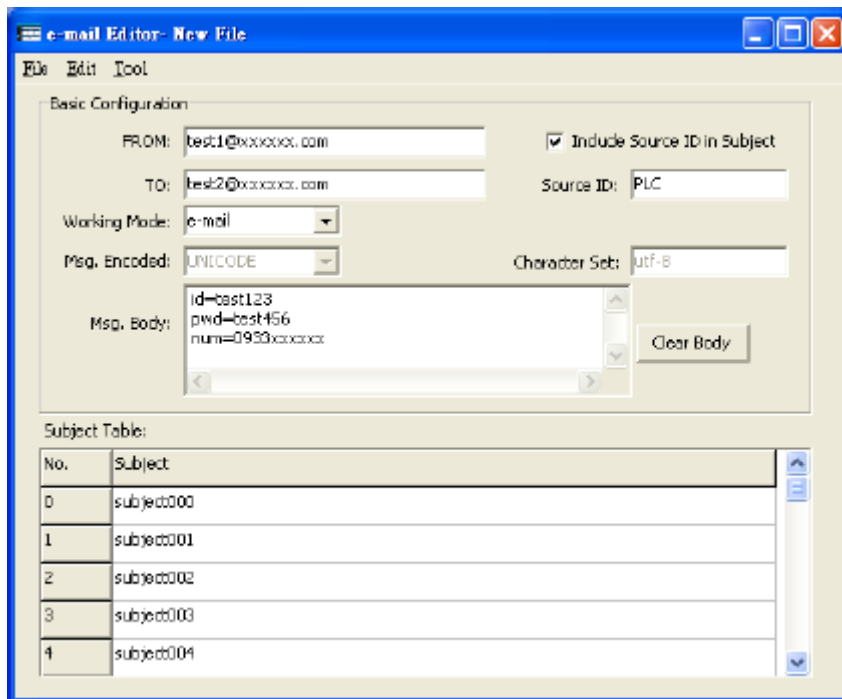 e-mail Editor- New File
File Edit Tool
Basic Configuration
FROM: test1@xxxxxx.com
Include Source ID in Subject
TO: test2@xxxxxx.com
Source ID: PLC
Working Mode: e-mail
Msg. Encoded: UNICODE
Character Set: utf-8
Msg. Body:
id=test123
pwd=test456
num=0933xxxxxx
Clear Body
Subject Table:
No. Subject
0 subject000
1 subject001
2 subject002
3 subject003
4 subject004